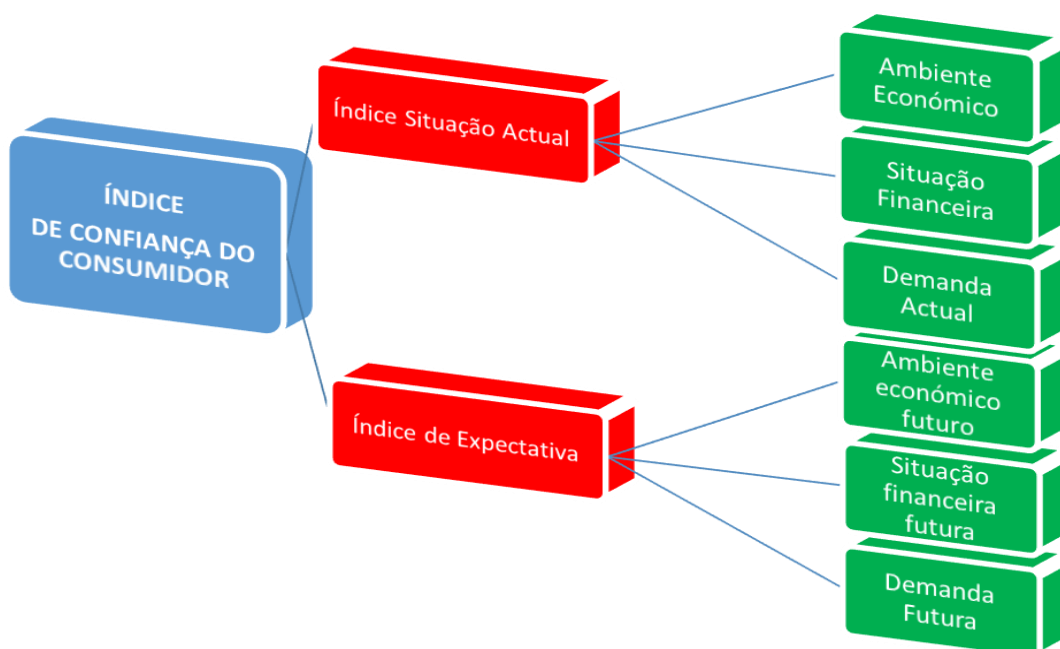 ÍNDICE
DE CONFIANÇA DO
CONSUMIDOR
Índice Situação Actual
Índice de Expectativa
Ambiente
Económico
Situação
Financeira
Demanda
Actual
Ambiente
económico
futuro
Situação
financeira
futura
Demanda
Futura